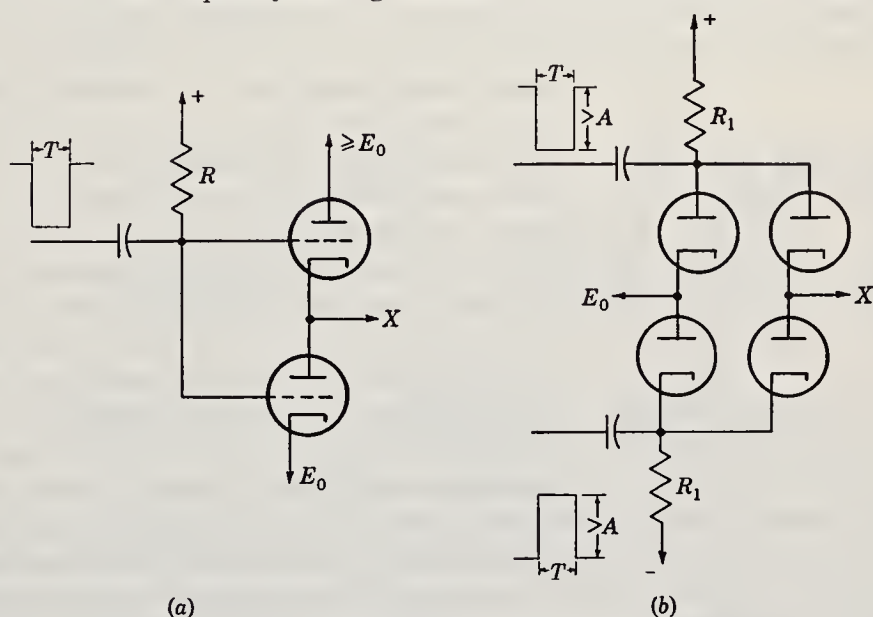 +
T
R
≥E₀
X
E₀
(a)
+
T
>A
R₁
E₀
X
R₁
>A
T
−
(b)